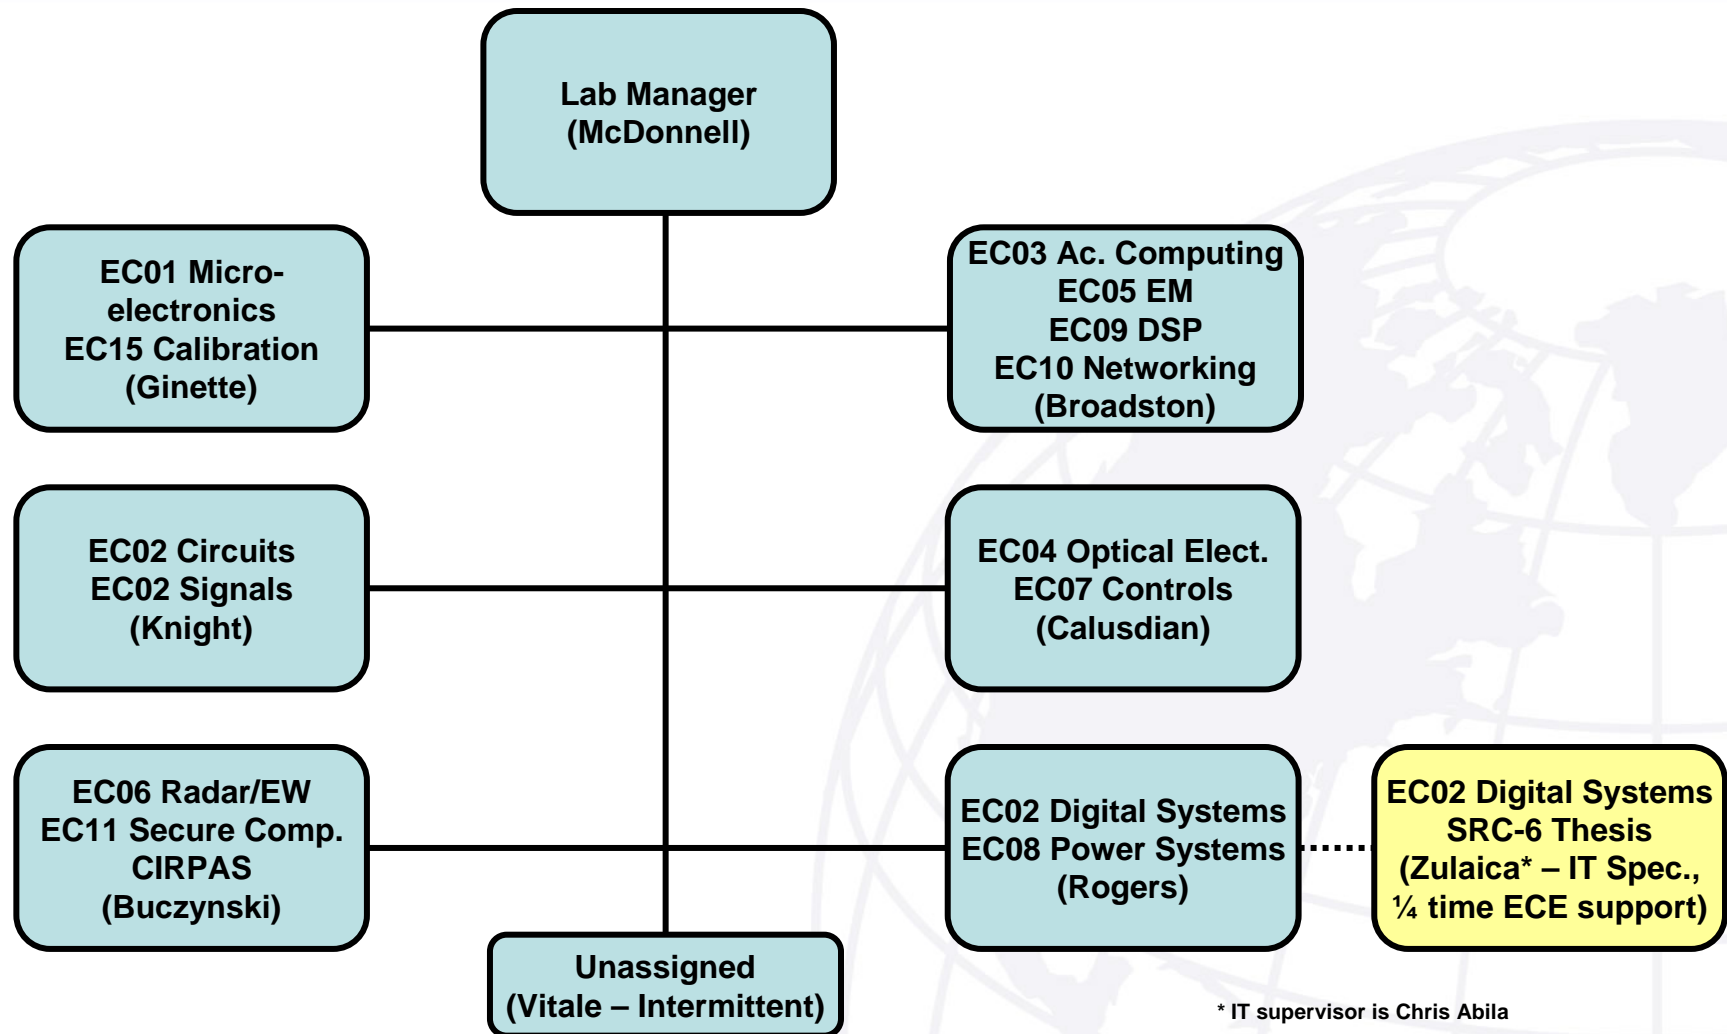 Lab Manager
(McDonnell)
EC01 Micro-
electronics
EC15 Calibration
(Ginette)
EC03 Ac. Computing
EC05 EM
EC09 DSP
EC10 Networking
(Broadston)
EC02 Circuits
EC02 Signals
(Knight)
EC04 Optical Elect.
EC07 Controls
(Calusdian)
EC06 Radar/EW
EC11 Secure Comp.
CIRPAS
(Buczynski)
EC02 Digital Systems
EC08 Power Systems
(Rogers)
EC02 Digital Systems
SRC-6 Thesis
(Zulaica* – IT Spec.,
¼ time ECE support)
Unassigned
(Vitale – Intermittent)
* IT supervisor is Chris Abila